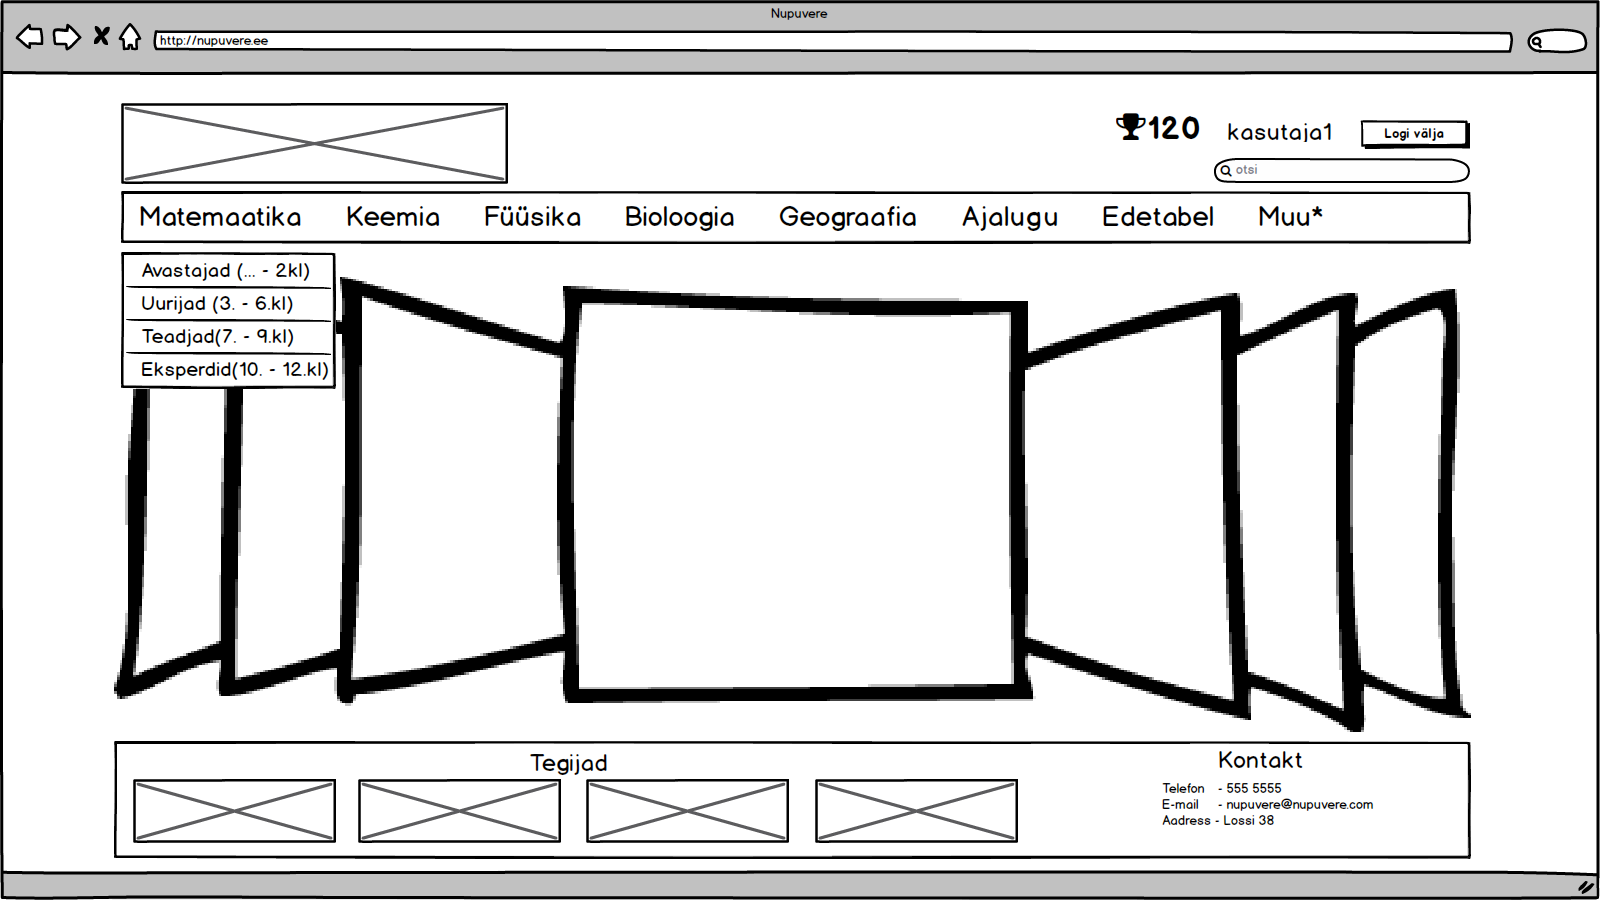 Nupuvere
http://nupuvere.ee
120 kasutaja1 Logi välja
otsi
Matemaatika Keemia Füüsika Bioloogia Geograafia Ajalugu Edetabel Muu*
Avastajad (... - 2kl)
Uurijad (3. - 6.kl)
Teadjad(7. - 9.kl)
Eksperdid(10. - 12.kl)
Tegijad
Kontakt
Telefon - 555 5555
E-mail - nupuvere@nupuvere.com
Aadress - Lossi 38